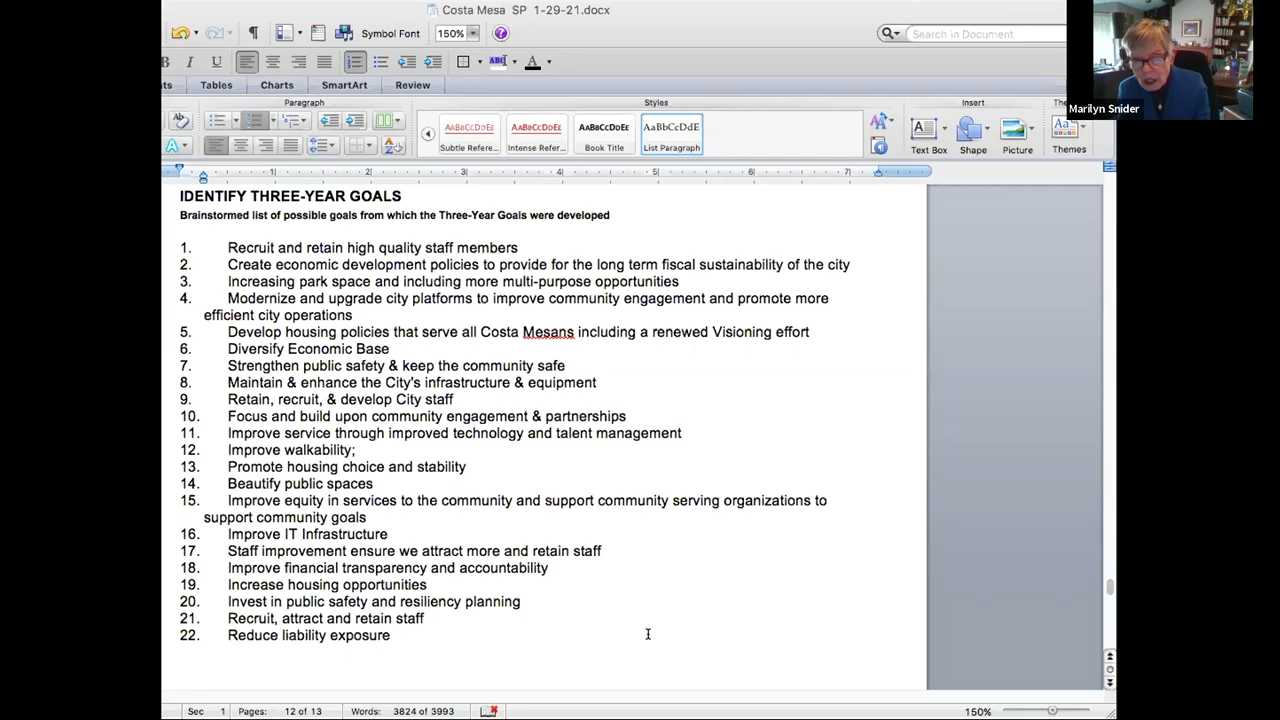 Costa Mesa SP 1-29-21.docx
Symbol Font
150%
Search in Document
B I U
ABC A
ts Tables Charts SmartArt Review
Paragraph Styles Insert Th
AaBbCcDdEe AaBbCcDdEe AaBbCcDdEe AaBbCcDdE
Subtle Refere... Intense Refer... Book Title List Paragraph
Text Box Shape Picture Themes
Marilyn Snider
1 2 3 4 5 6 7
IDENTIFY THREE-YEAR GOALS
Brainstormed list of possible goals from which the Three-Year Goals were developed
1. Recruit and retain high quality staff members
2. Create economic development policies to provide for the long term fiscal sustainability of the city
3. Increasing park space and including more multi-purpose opportunities
4. Modernize and upgrade city platforms to improve community engagement and promote more
efficient city operations
5. Develop housing policies that serve all Costa Mesans including a renewed Visioning effort
6. Diversify Economic Base
7. Strengthen public safety & keep the community safe
8. Maintain & enhance the City's infrastructure & equipment
9. Retain, recruit, & develop City staff
10. Focus and build upon community engagement & partnerships
11. Improve service through improved technology and talent management
12. Improve walkability;
13. Promote housing choice and stability
14. Beautify public spaces
15. Improve equity in services to the community and support community serving organizations to
support community goals
16. Improve IT Infrastructure
17. Staff improvement ensure we attract more and retain staff
18. Improve financial transparency and accountability
19. Increase housing opportunities
20. Invest in public safety and resiliency planning
21. Recruit, attract and retain staff
22. Reduce liability exposure
Sec 1 Pages: 12 of 13 Words: 3824 of 3993 150%